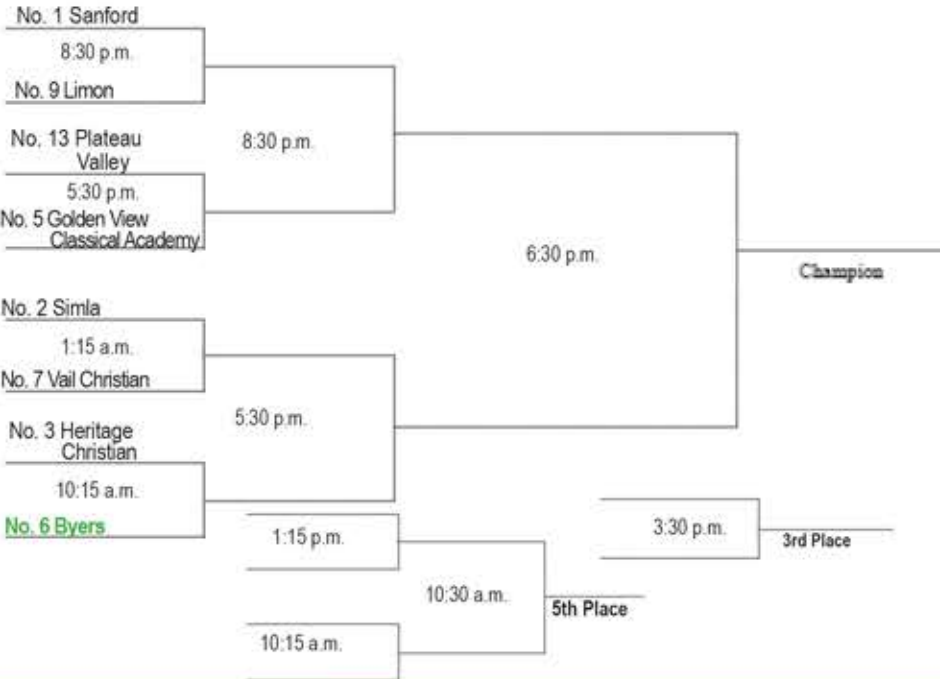 No. 1 Sanford
8:30 p.m.
No. 9 Limon
No. 13 Plateau
Valley
5:30 p.m.
No. 5 Golden View
Classical Academy
8:30 p.m.
No. 2 Simla
1:15 a.m.
No. 7 Vail Christian
No. 3 Heritage
Christian
10:15 a.m.
No. 6 Byers
5:30 p.m.
6:30 p.m.
Champion
1:15 p.m.
10:15 a.m.
10:30 a.m.
5th Place
3:30 p.m.
3rd Place